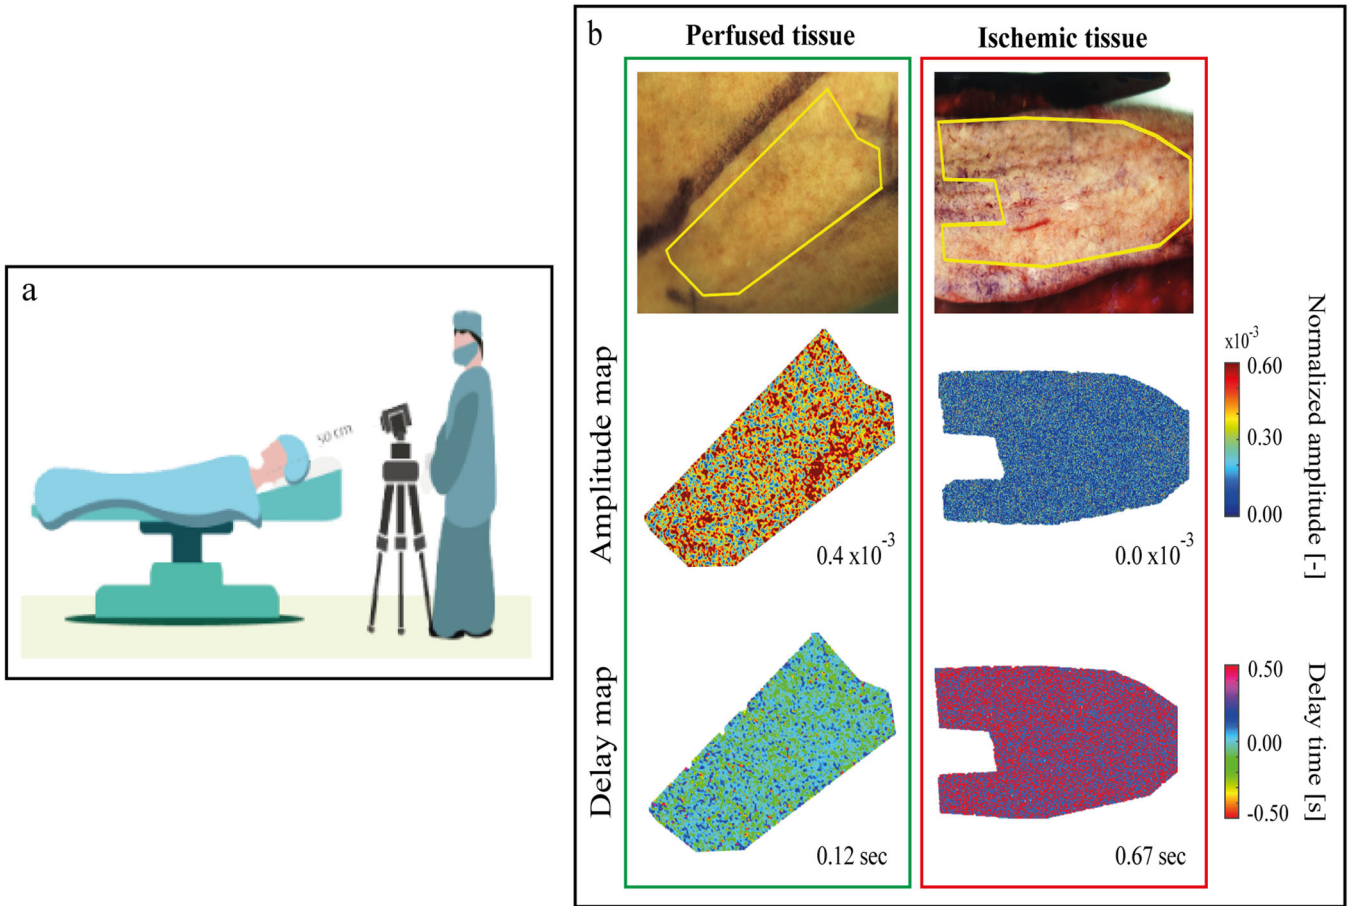 a
50 cm
b
Perfused tissue
Ischemic tissue
Amplitude map
0.4 x10-3
0.0 x10-3
x10-3
0.60
0.30
0.00
Normalized amplitude [-]
Delay map
0.12 sec
0.67 sec
0.50
0.00
-0.50
Delay time [s]